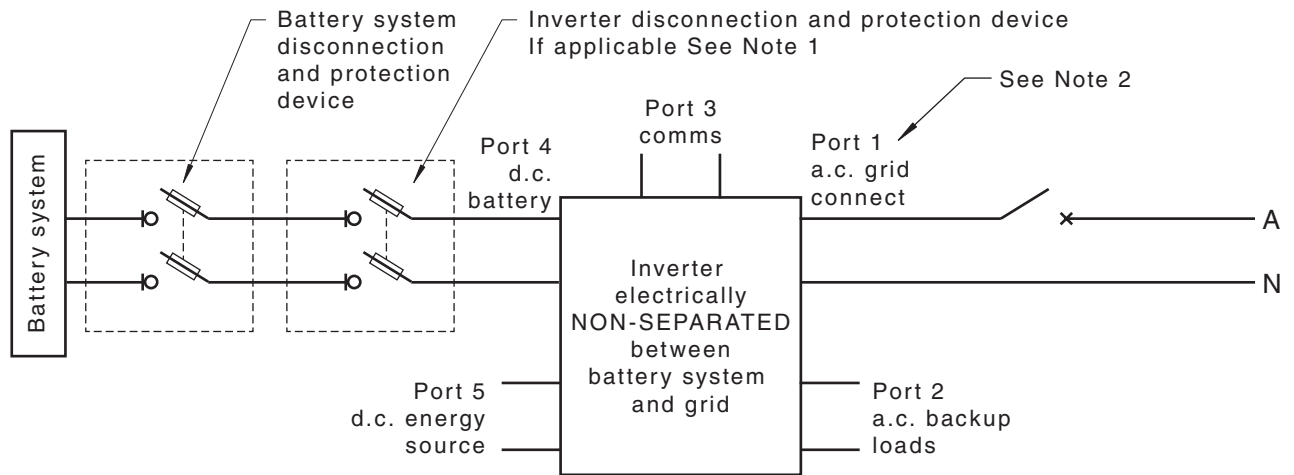 Battery system
disconnection
and protection
device
Inverter disconnection and protection device
If applicable See Note 1
See Note 2
Port 3
comms
Port 1
a.c. grid
connect
Port 4
d.c.
battery
Battery system
A
N
Inverter
electrically
NON-SEPARATED
between
battery system
and grid
Port 5
d.c. energy
source
Port 2
a.c. backup
loads